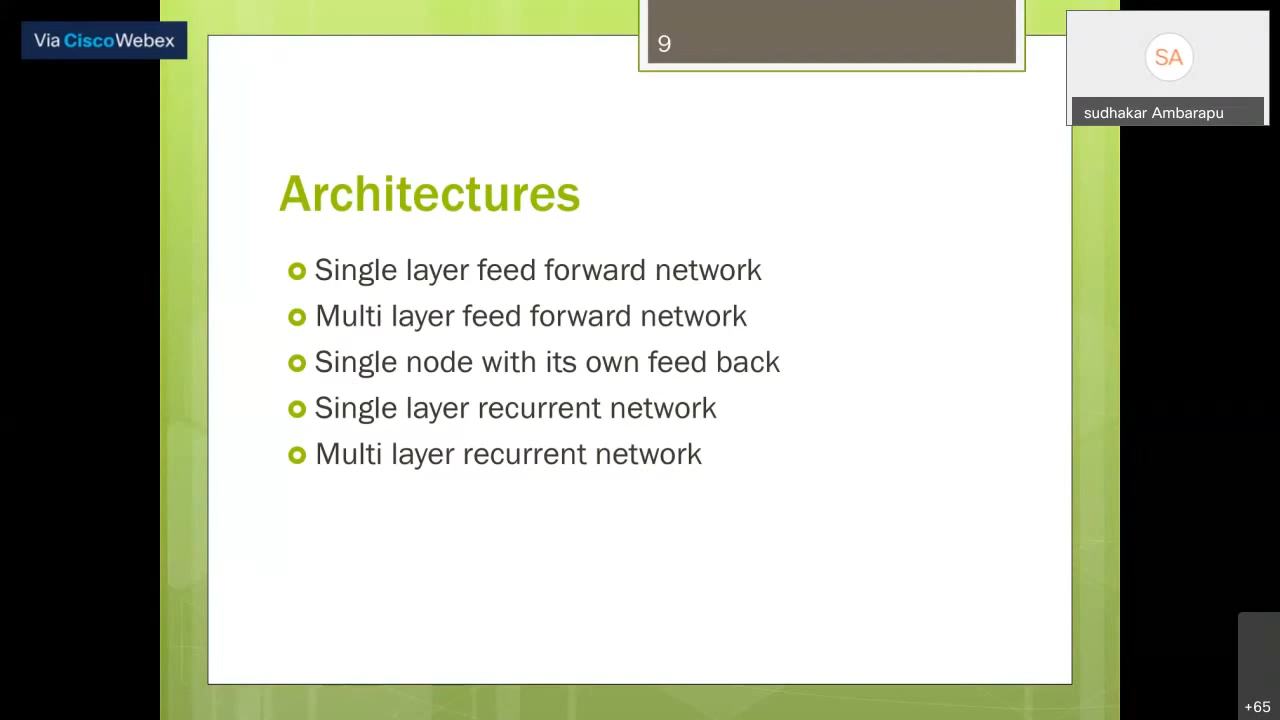 Via CiscoWebex
9
SA
sudhakar Ambarapu
Architectures
Single layer feed forward network
Multi layer feed forward network
Single node with its own feed back
Single layer recurrent network
Multi layer recurrent network
+65